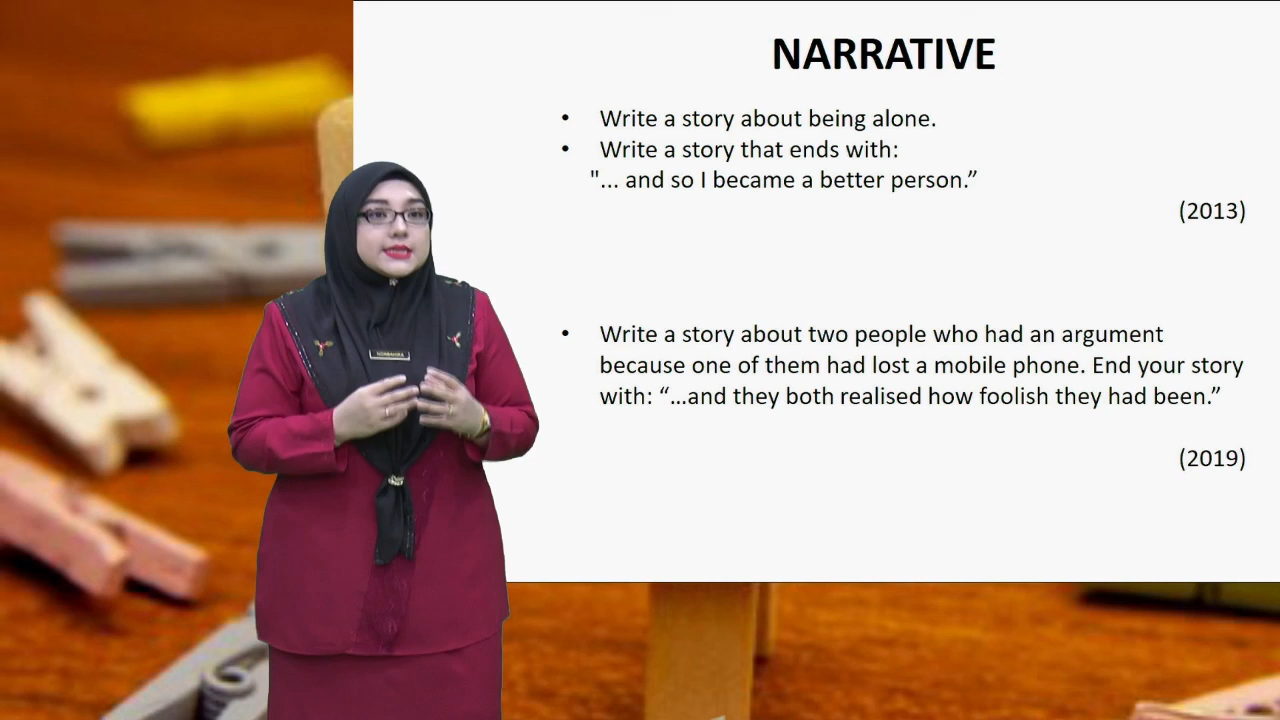 NARRATIVE
• Write a story about being alone.
• Write a story that ends with:
"... and so I became a better person.”
(2013)
• Write a story about two people who had an argument
because one of them had lost a mobile phone. End your story
with: “...and they both realised how foolish they had been.”
(2019)